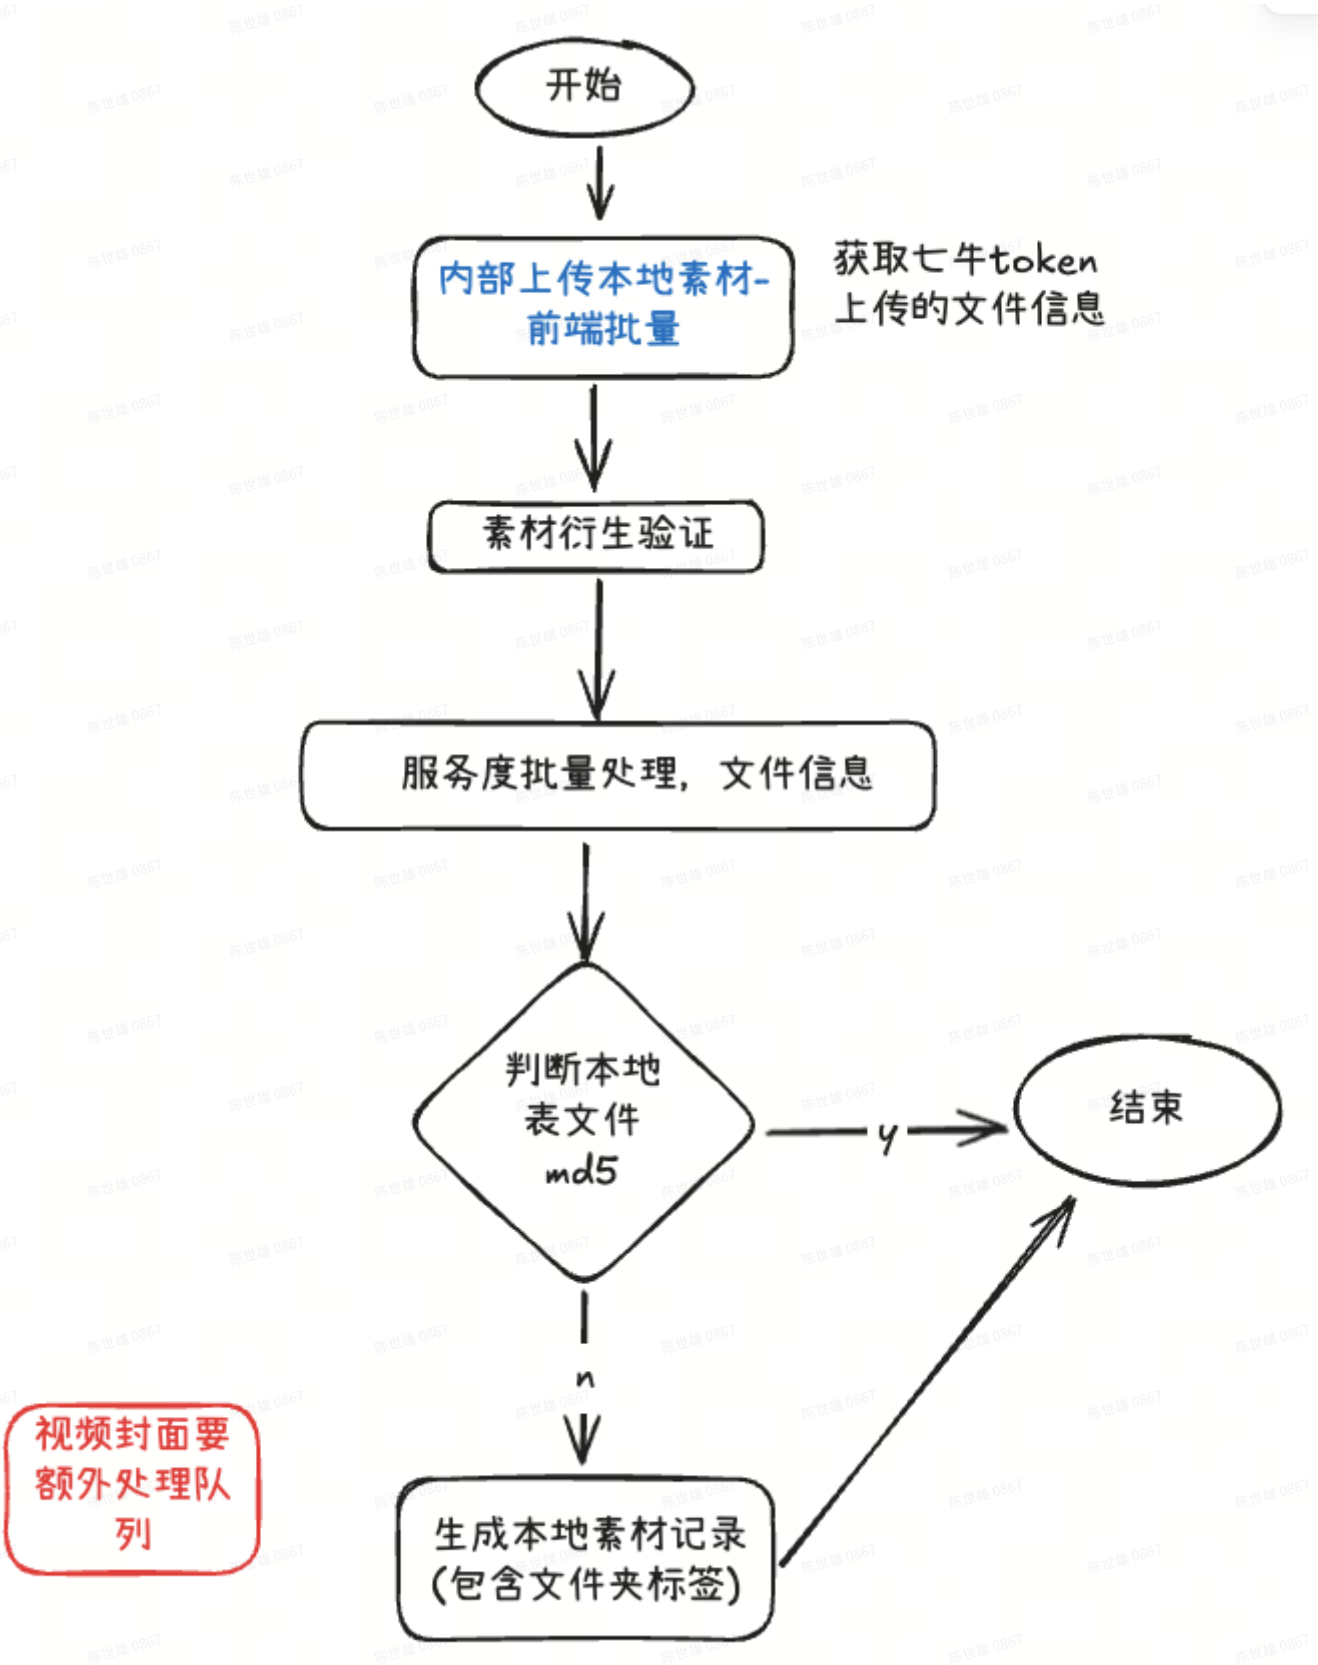 开始
内部上传本地素材-
前端批量
获取七牛token
上传的文件信息
素材衍生验证
服务度批量处理，文件信息
判断本地
表文件
md5
y
结束
n
视频封面要
额外处理队
列
生成本地素材记录
(包含文件夹标签)
陈世雄 0867